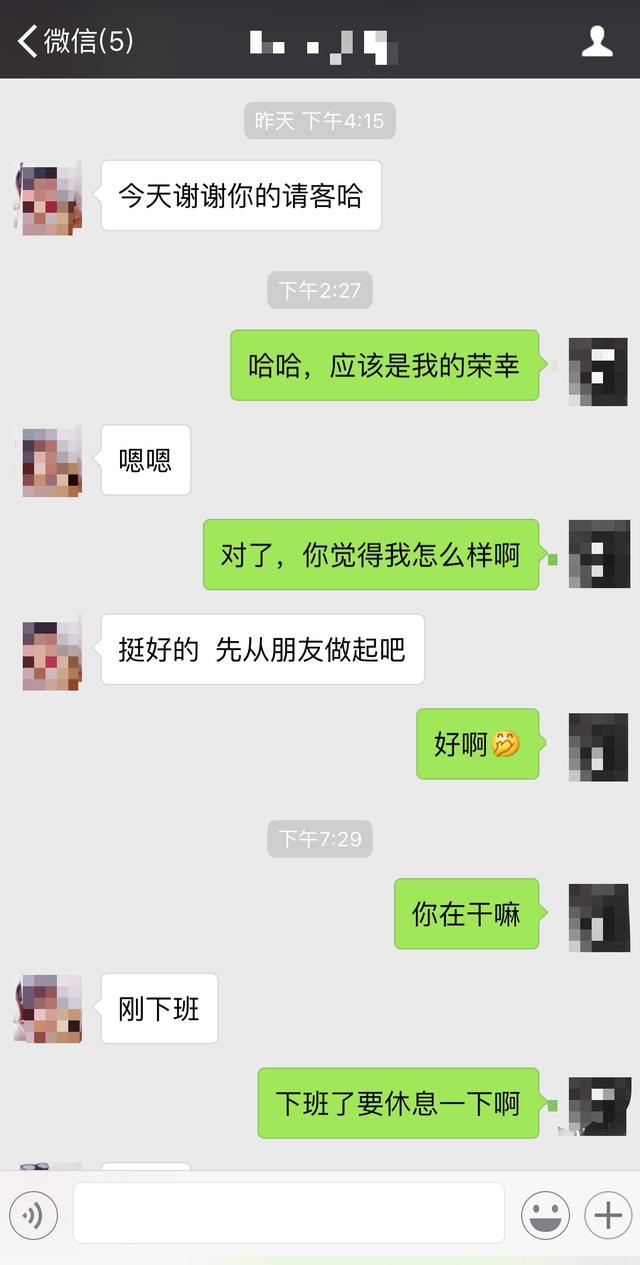 微信(5)
昨天 下午4:15
今天谢谢你的请客哈
下午2:27
哈哈，应该是我的荣幸
嗯嗯
对了，你觉得我怎么样啊
挺好的 先从朋友做起吧
好啊🤭
下午7:29
你在干嘛
刚下班
下班了要休息一下啊